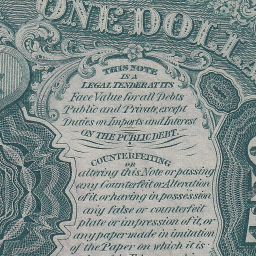 ONE DOLL
THIS NOTE
IS A
LEGAL TENDER AT ITS
Face Value for all Debts
Public and Private, except
Duties on Imports and Interest
ON THE PUBLIC DEBT.
COUNTERFEITING
or
altering this Note or passing
any Counterfeit or Alteration
of it, or having in possession
any false or counterfeit
plate or impression of it, or
any paper made in imitation
of the Paper on which it is